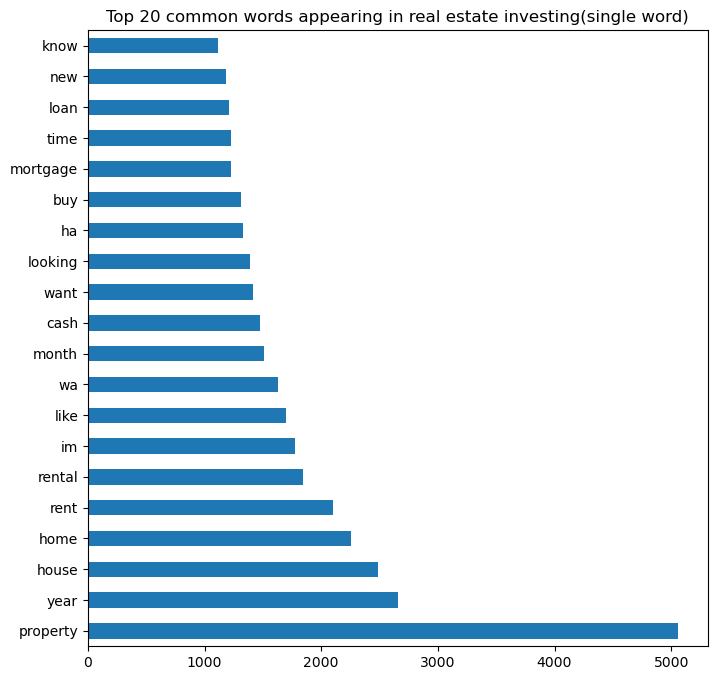 Top 20 common words appearing in real estate investing(single word)
know
new
loan
time
mortgage
buy
ha
looking
want
cash
month
wa
like
im
rental
rent
home
house
year
property
0 1000 2000 3000 4000 5000